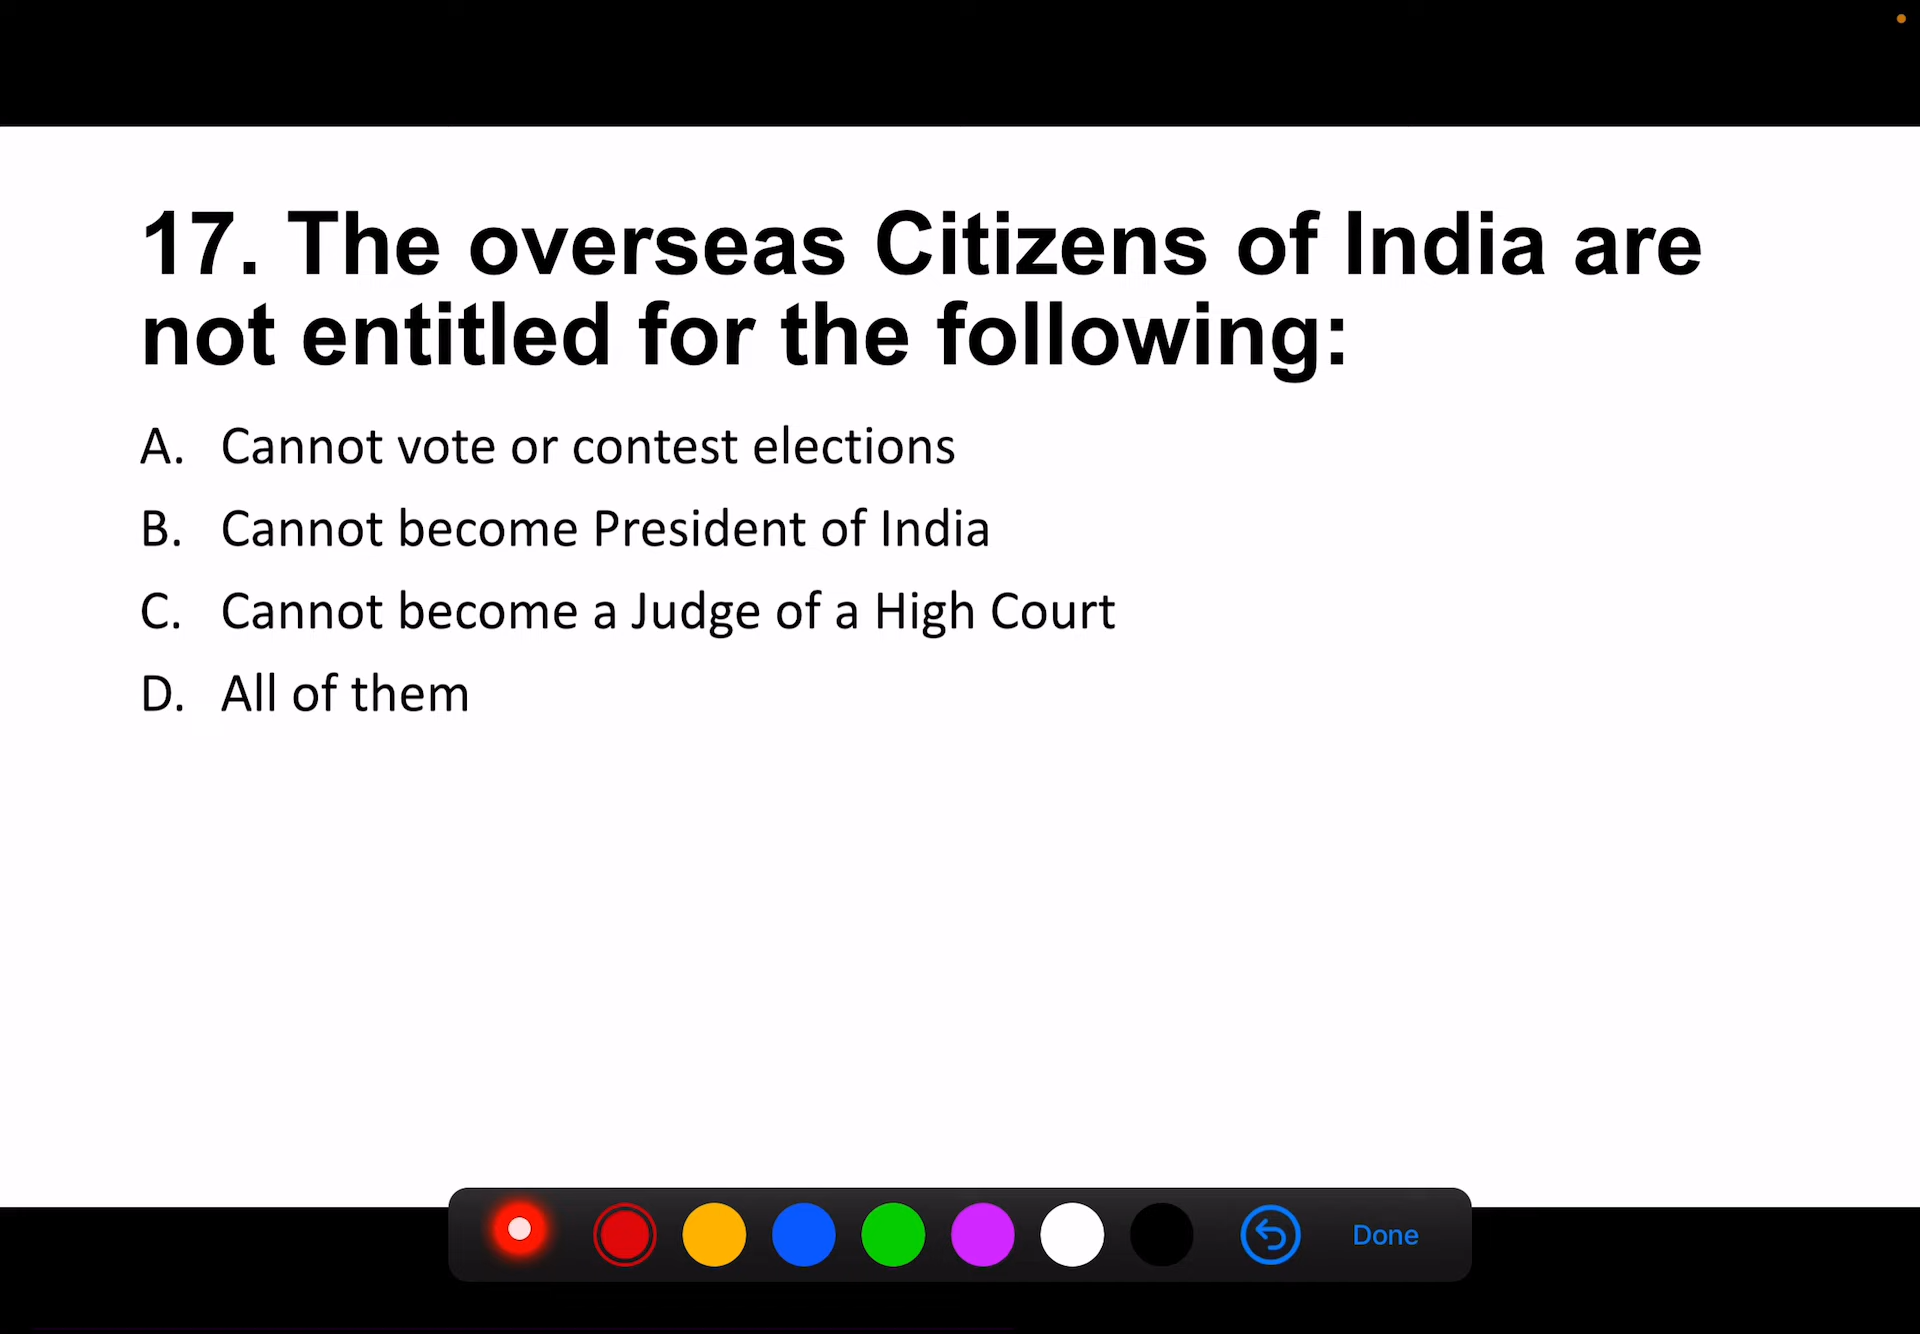 17. The overseas Citizens of India are
not entitled for the following:
A. Cannot vote or contest elections
B. Cannot become President of India
C. Cannot become a Judge of a High Court
D. All of them
Done